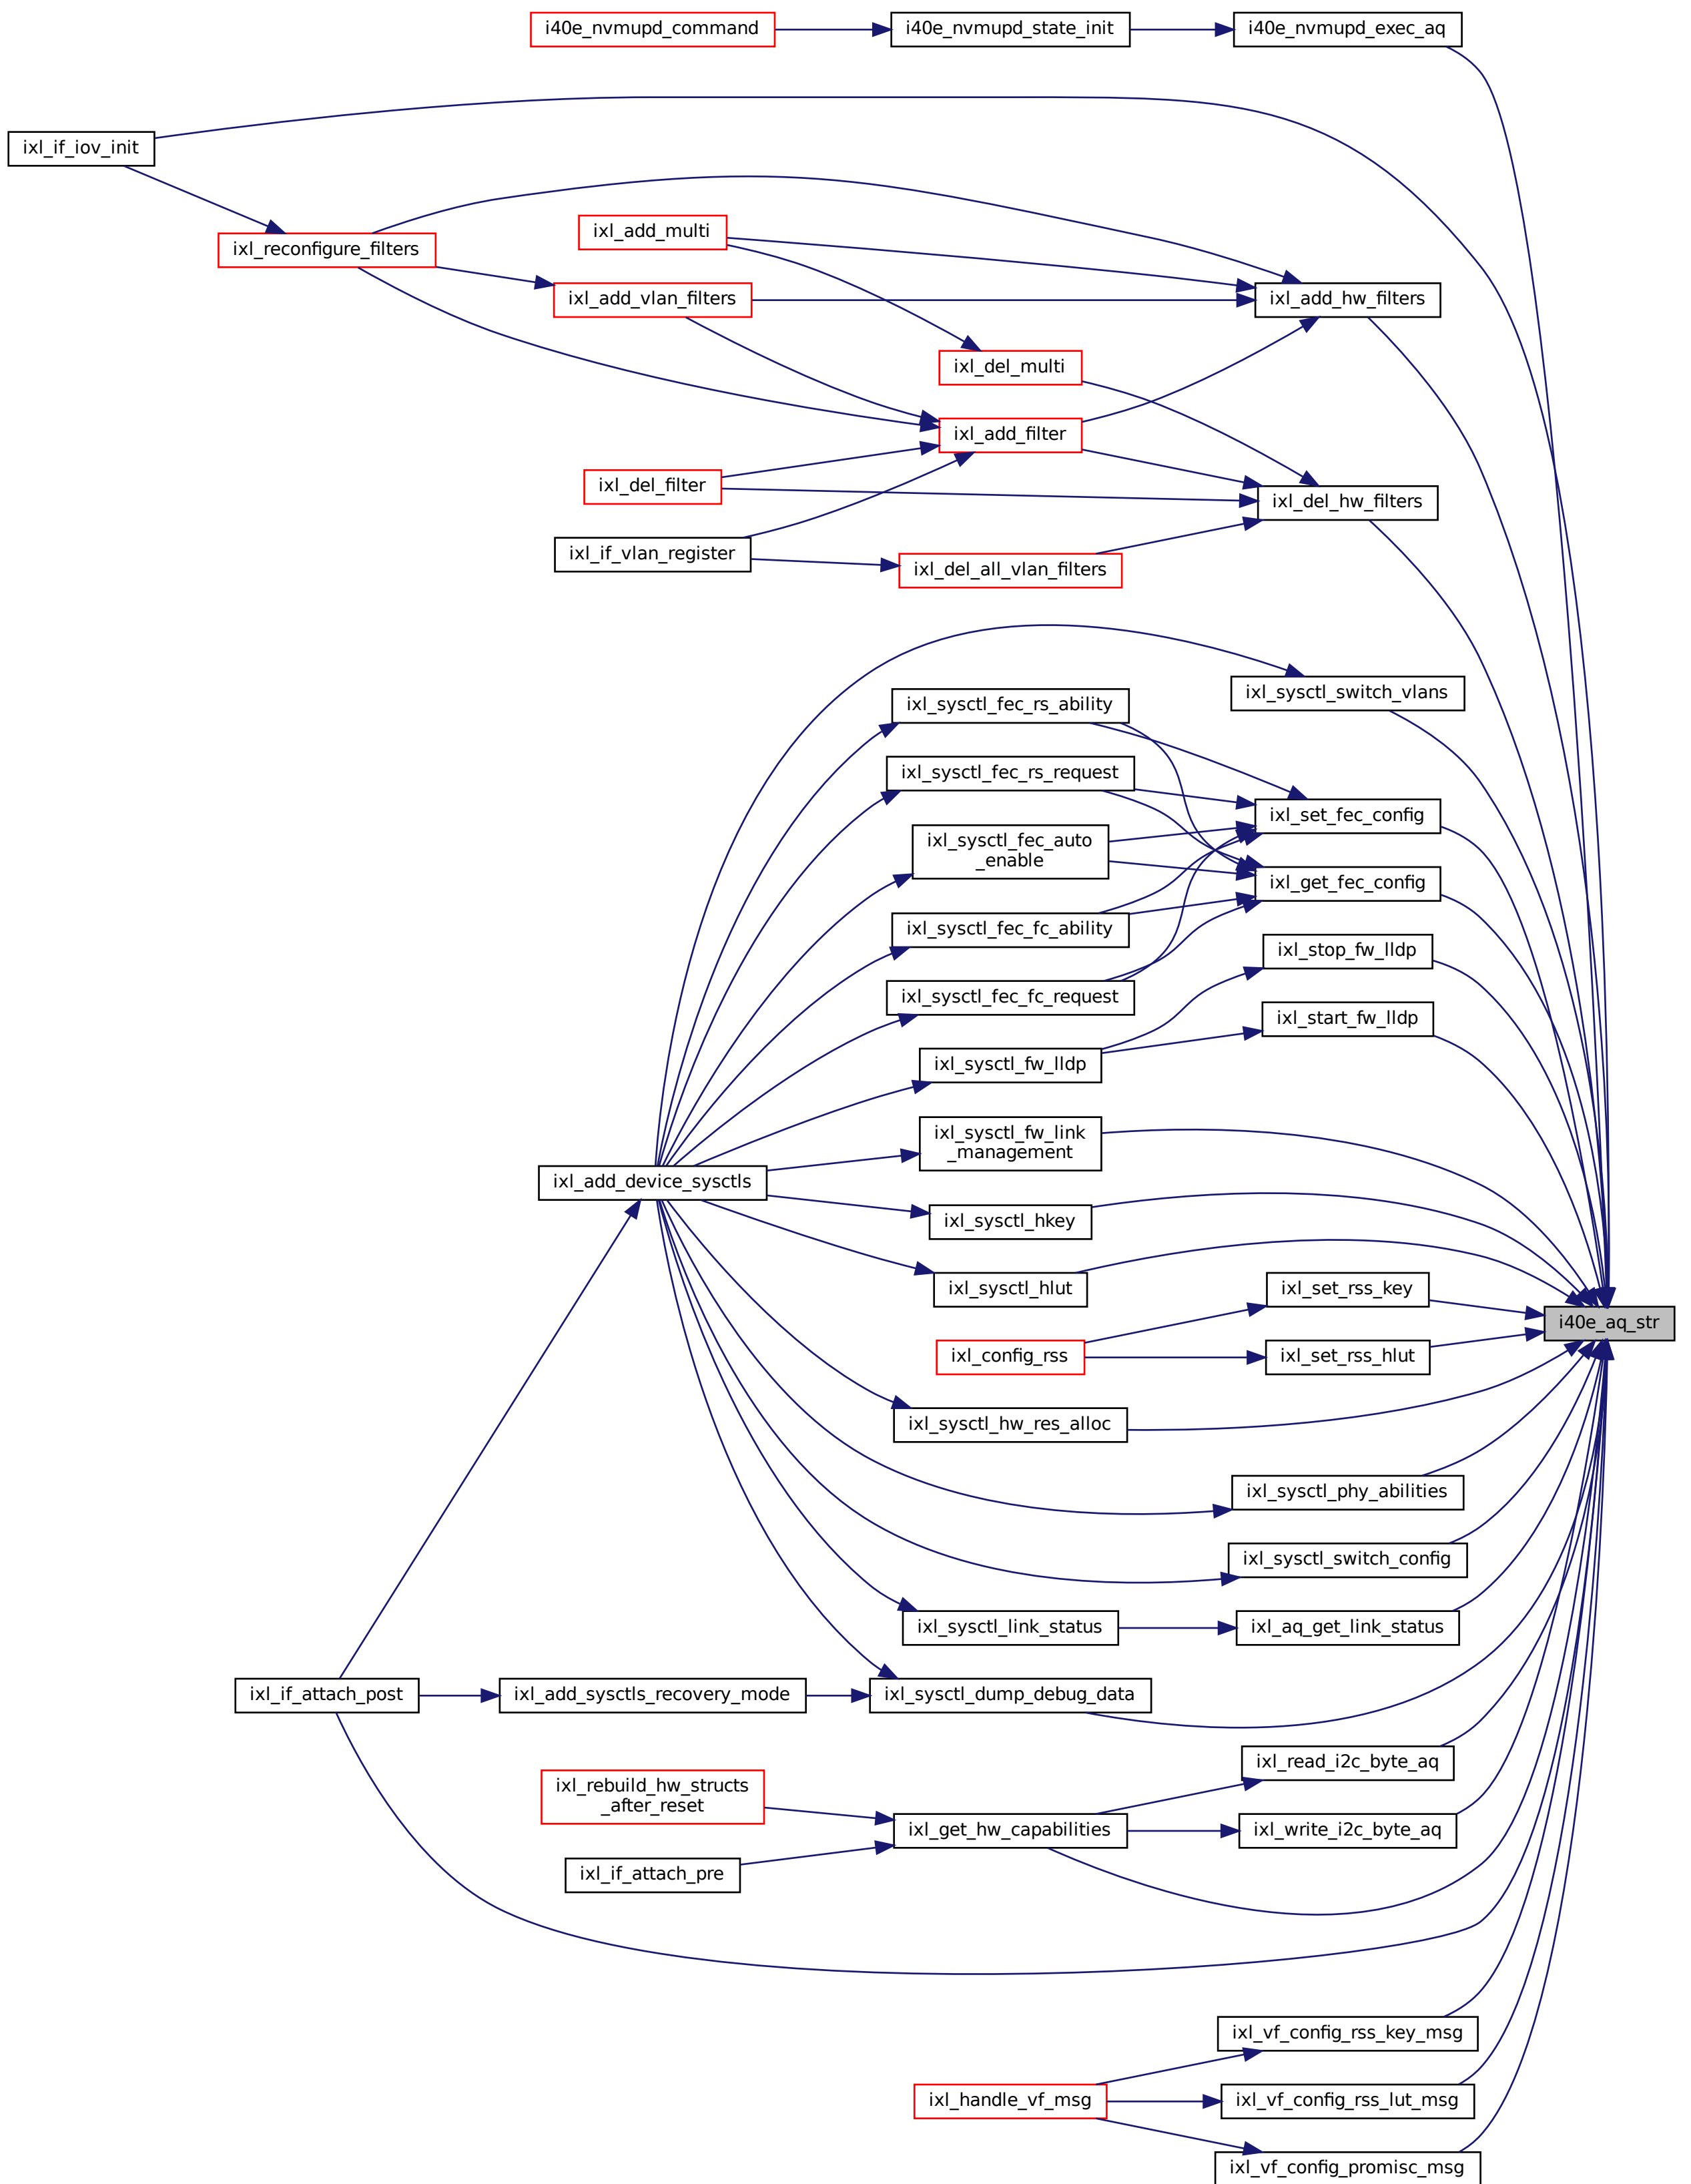 i40e_nvmupd_command
i40e_nvmupd_state_init
i40e_nvmupd_exec_aq
ixl_if_iov_init
ixl_reconfigure_filters
ixl_add_multi
ixl_add_vlan_filters
ixl_add_hw_filters
ixl_del_multi
ixl_add_filter
ixl_del_filter
ixl_del_hw_filters
ixl_if_vlan_register
ixl_del_all_vlan_filters
ixl_sysctl_switch_vlans
ixl_sysctl_fec_rs_ability
ixl_sysctl_fec_rs_request
ixl_set_fec_config
ixl_sysctl_fec_auto
_enable
ixl_get_fec_config
ixl_sysctl_fec_fc_ability
ixl_stop_fw_lldp
ixl_sysctl_fec_fc_request
ixl_start_fw_lldp
ixl_sysctl_fw_lldp
ixl_sysctl_fw_link
_management
ixl_add_device_sysctls
ixl_sysctl_hkey
ixl_sysctl_hlut
ixl_set_rss_key
i40e_aq_str
ixl_config_rss
ixl_set_rss_hlut
ixl_sysctl_hw_res_alloc
ixl_sysctl_phy_abilities
ixl_sysctl_switch_config
ixl_sysctl_link_status
ixl_aq_get_link_status
ixl_if_attach_post
ixl_add_sysctls_recovery_mode
ixl_sysctl_dump_debug_data
ixl_read_i2c_byte_aq
ixl_rebuild_hw_structs
_after_reset
ixl_get_hw_capabilities
ixl_write_i2c_byte_aq
ixl_if_attach_pre
ixl_vf_config_rss_key_msg
ixl_handle_vf_msg
ixl_vf_config_rss_lut_msg
ixl_vf_config_promisc_msg